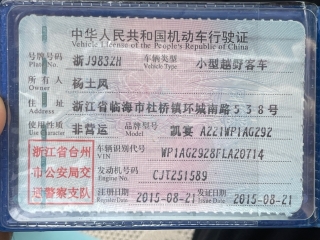 中华人民共和国机动车行驶证
Vehicle License of the People's Republic of China
号牌号码 浙J983ZH 车辆类型 小型越野客车
Plate No. Vehicle Type
所有人 杨土风
Owner
住址 浙江省临海市杜桥镇环城南路538号
Address
使用性质 非营运 品牌型号 凯宴 AZZ1WP1AG292
Use Character Model
浙江省台州 车辆识别代号 WP1AG2928FLA20714
VIN
市公安局交 发动机号码 CJT251589
Engine No.
通警察支队 注册日期 2015-08-21 发证日期 2015-08-21
Register Date Issue Date